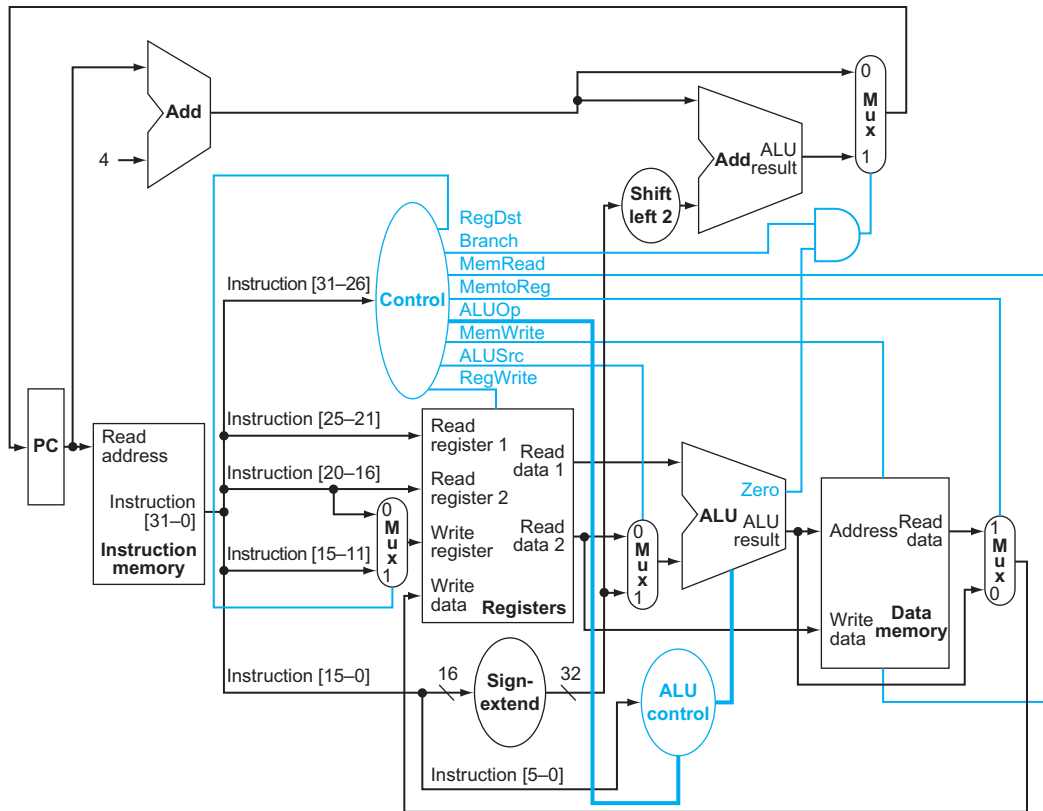 0
M
u
x
1
Add
4
Add
ALU
result
Shift
left 2
RegDst
Branch
MemRead
MemtoReg
ALUOp
MemWrite
ALUSrc
RegWrite
Instruction [31–26]
Control
PC
Read
address
Instruction
[31–0]
Instruction
memory
Instruction [25–21]
Instruction [20–16]
Instruction [15–11]
0
M
u
x
1
Read
register 1
Read
register 2
Write
register
Write
data
Read
data 1
Read
data 2
Registers
0
M
u
x
1
Zero
ALU
ALU
result
Address
Read
data
Write
data
Data
memory
1
M
u
x
0
Instruction [15–0]
16
Sign-
extend
32
ALU
control
Instruction [5–0]